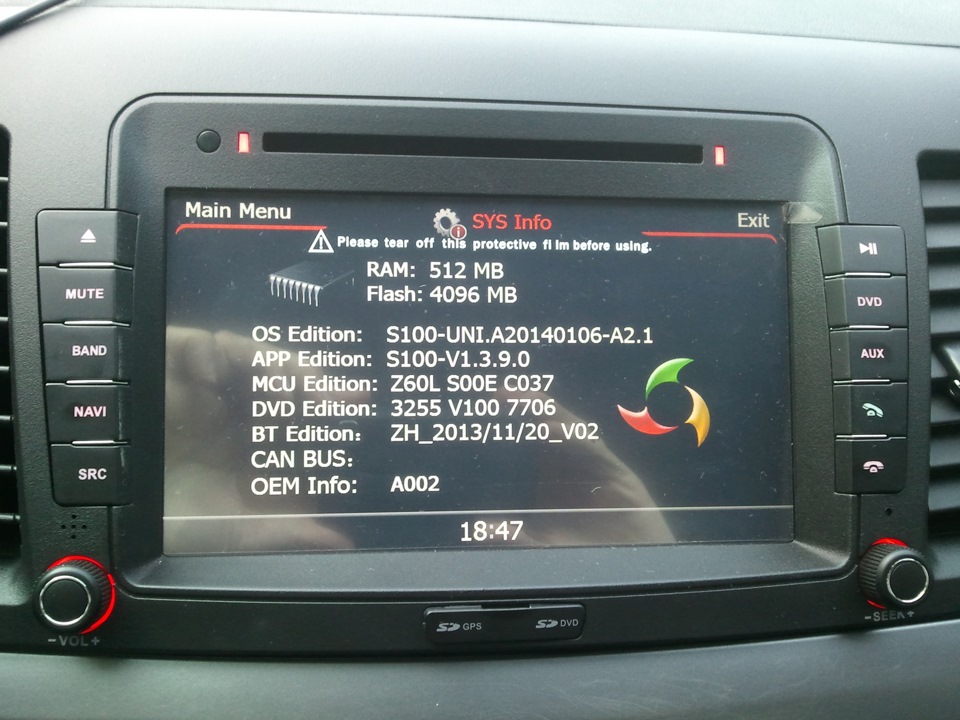 Main Menu
SYS Info
Exit
Please tear off this protective film before using.
RAM: 512 MB
Flash: 4096 MB
OS Edition: S100-UNI.A20140106-A2.1
APP Edition: S100-V1.3.9.0
MCU Edition: Z60L S00E C037
DVD Edition: 3255 V100 7706
BT Edition: ZH_2013/11/20_V02
CAN BUS:
OEM Info: A002
18:47
MUTE
BAND
NAVI
SRC
-VOL+
DVD
AUX
-SEEK+
SD GPS
SD DVD